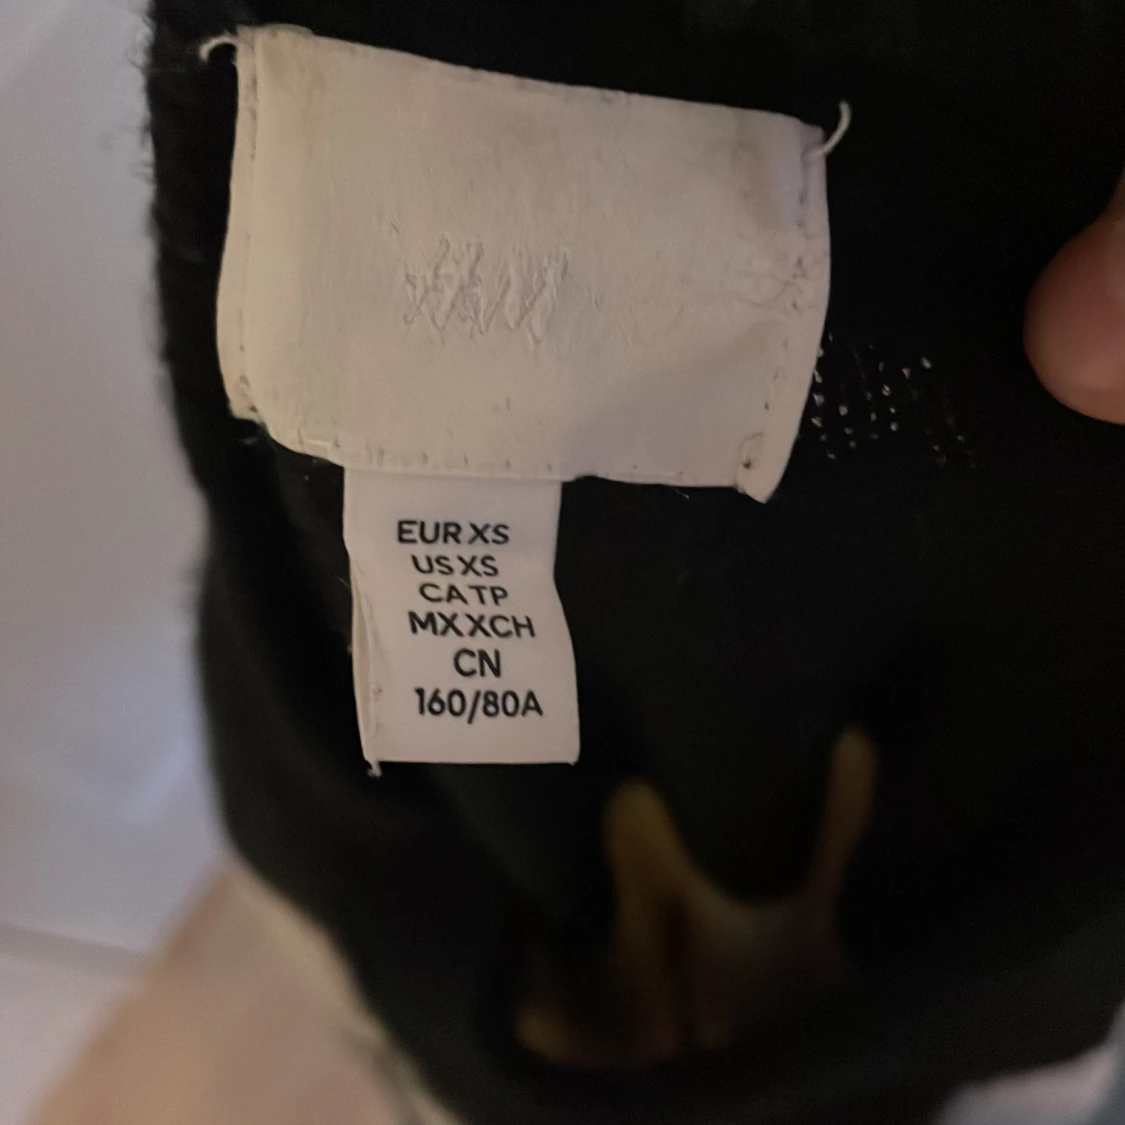 EUR XS
US XS
CA TP
MX XCH
CN
160/80A